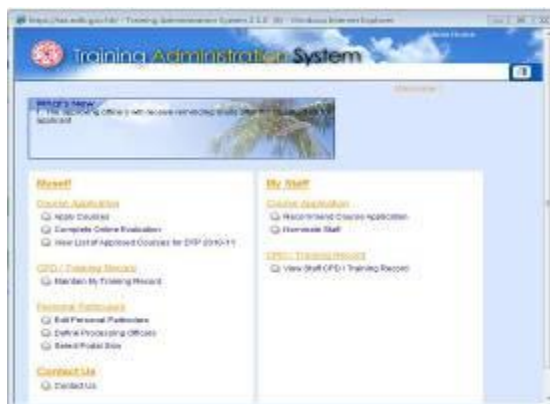 Training Administration System
What's New
Myself
Course Application
Apply Courses
Complete Online Evaluation
View List of Approved Courses for DTP 2010-11
CPD / Training Record
Maintain My Training Record
Personal Particulars
Edit Personal Particulars
Define Processing Officers
Select Portal Skin
Contact Us
Contact Us
My Staff
Course Application
Recommend Course Application
Nominate Staff
CPD / Training Record
View Staff CPD / Training Record